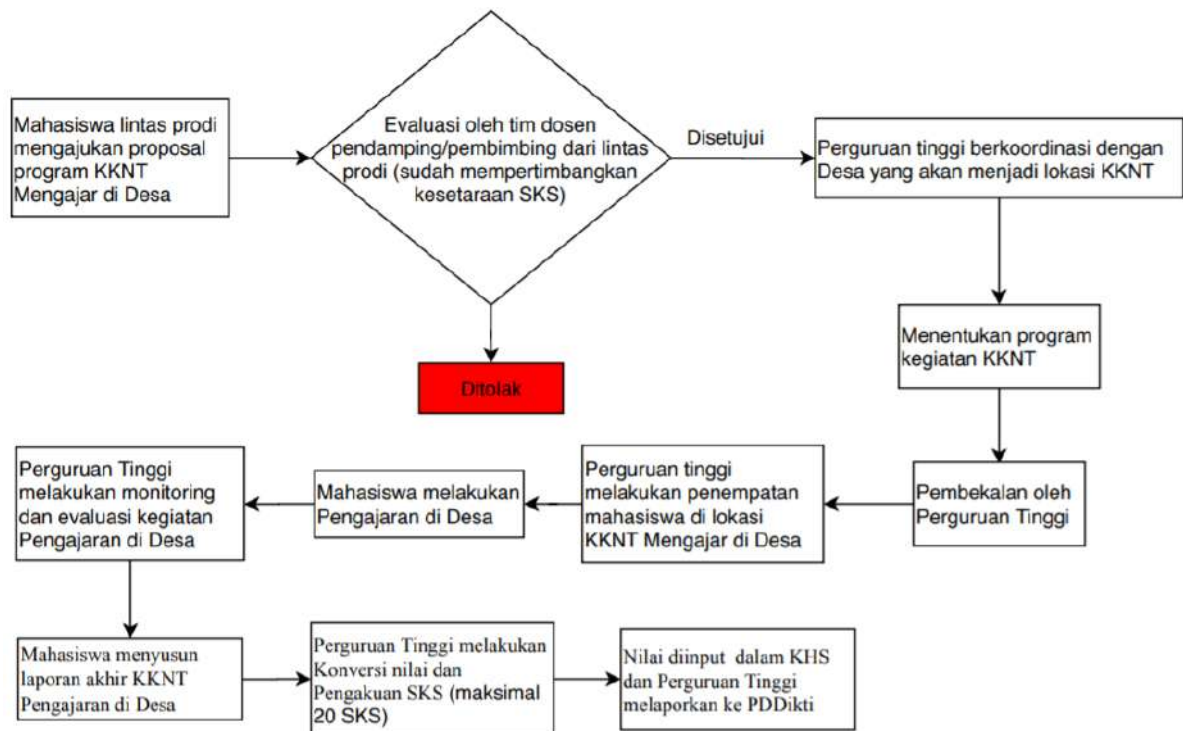 Mahasiswa lintas prodi
mengajukan proposal
program KKNT
Mengajar di Desa
Evaluasi oleh tim dosen
pendamping/pembimbing dari lintas
prodi (sudah mempertimbangkan
kesetaraan SKS)
Disetujui
Perguruan tinggi berkoordinasi dengan
Desa yang akan menjadi lokasi KKNT
Ditolak
Menentukan program
kegiatan KKNT
Pembekalan oleh
Perguruan Tinggi
Perguruan tinggi
melakukan penempatan
mahasiswa di lokasi
KKNT Mengajar di Desa
Mahasiswa melakukan
Pengajaran di Desa
Perguruan Tinggi
melakukan monitoring
dan evaluasi kegiatan
Pengajaran di Desa
Mahasiswa menyusun
laporan akhir KKNT
Pengajaran di Desa
Perguruan Tinggi melakukan
Konversi nilai dan
Pengakuan SKS (maksimal
20 SKS)
Nilai diinput dalam KHS
dan Perguruan Tinggi
melaporkan ke PDDikti